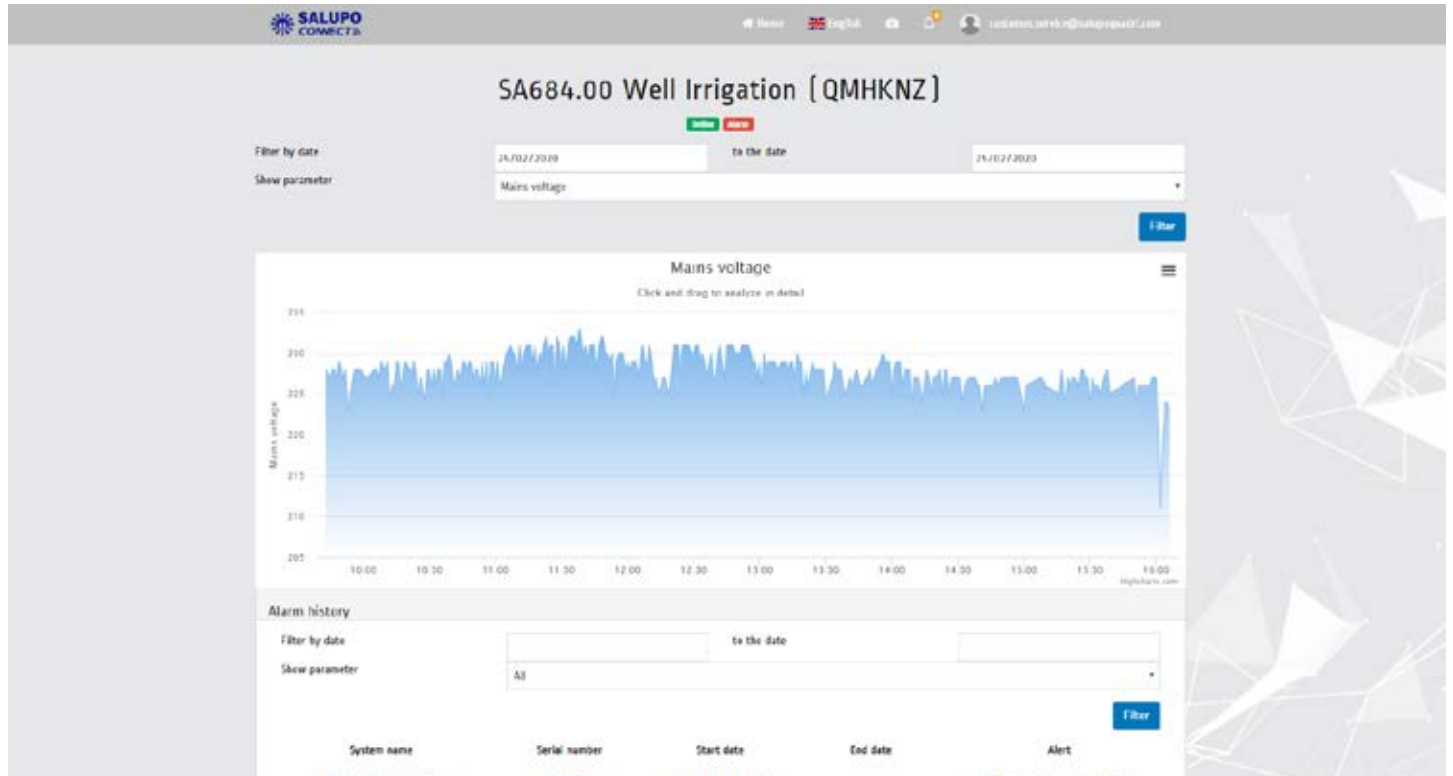 SALUPO
CONNECT
Home English customer.service@salupoquadri.com
SA684.00 Well Irrigation (QMHKNZ)
Online Alarm
Filter by date 25/02/2020 to the date 25/02/2020
Show parameter Mains voltage
Filter
Mains voltage
Click and drag to analyze in detail
Mains voltage
235
230
225
220
215
210
205
10:00 10:30 11:00 11:30 12:00 12:30 13:00 13:30 14:00 14:30 15:00 15:30 16:00
Highcharts.com
Alarm history
Filter by date to the date
Show parameter All
Filter
System name Serial number Start date End date Alert